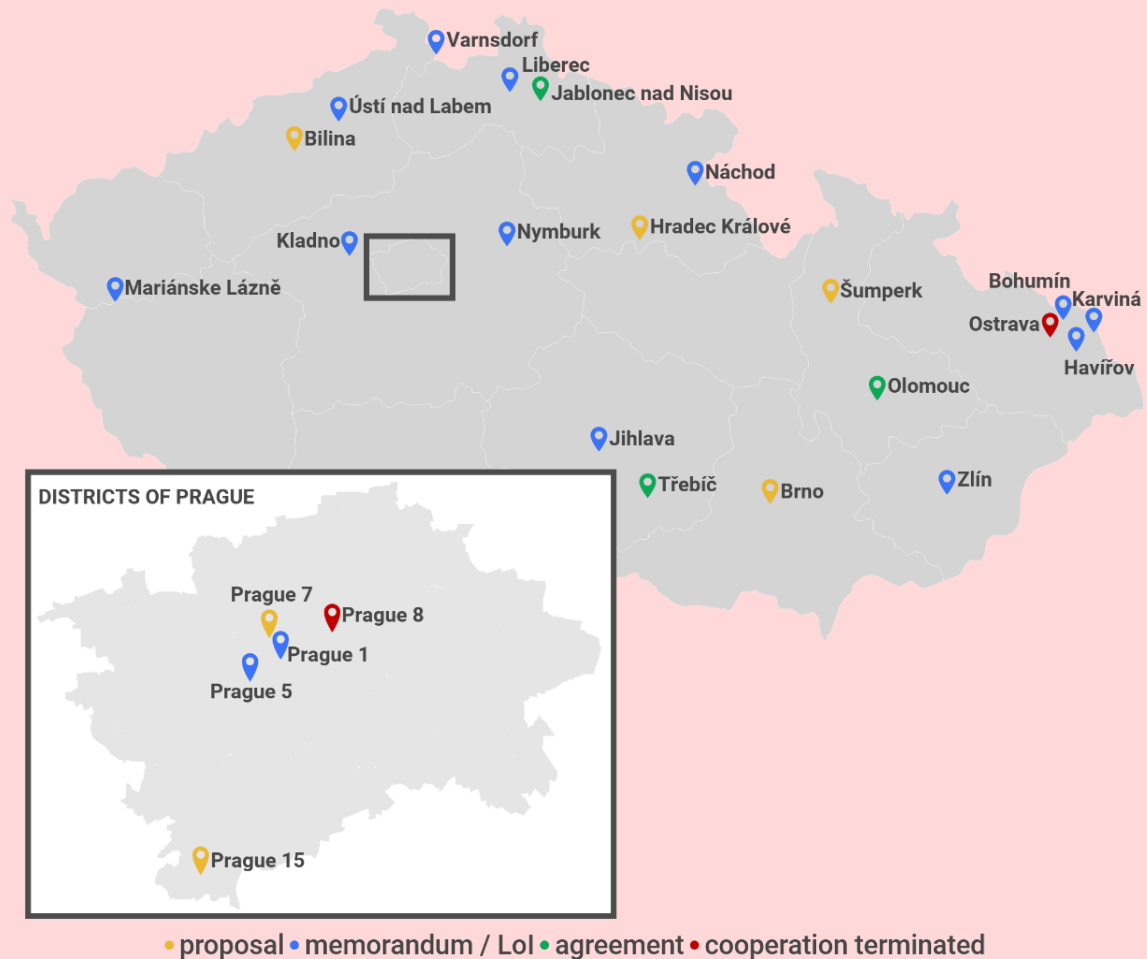 Varnsdorf
Liberec
Jablonec nad Nisou
Ústí nad Labem
Bilina
Náchod
Hradec Králové
Nymburk
Kladno
Mariánske Lázně
Šumperk
Bohumín
Karviná
Ostrava
Havířov
Olomouc
Jihlava
Třebíč
Brno
Zlín
DISTRICTS OF PRAGUE
Prague 7
Prague 8
Prague 1
Prague 5
Prague 15
proposal memorandum / LoI agreement cooperation terminated